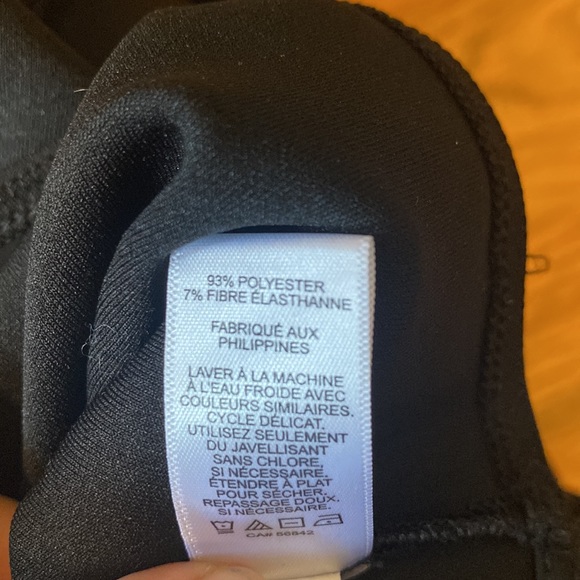 93% POLYESTER
7% FIBRE ÉLASTHANNE
FABRIQUÉ AUX
PHILIPPINES
LAVER À LA MACHINE
À L'EAU FROIDE AVEC
COULEURS SIMILAIRES.
CYCLE DÉLICAT.
UTILISEZ SEULEMENT
DU JAVELLISANT
SANS CHLORE,
SI NÉCESSAIRE.
ÉTENDRE À PLAT
POUR SÉCHER.
REPASSAGE DOUX.
SI NÉCESSAIRE.
CA# 56842